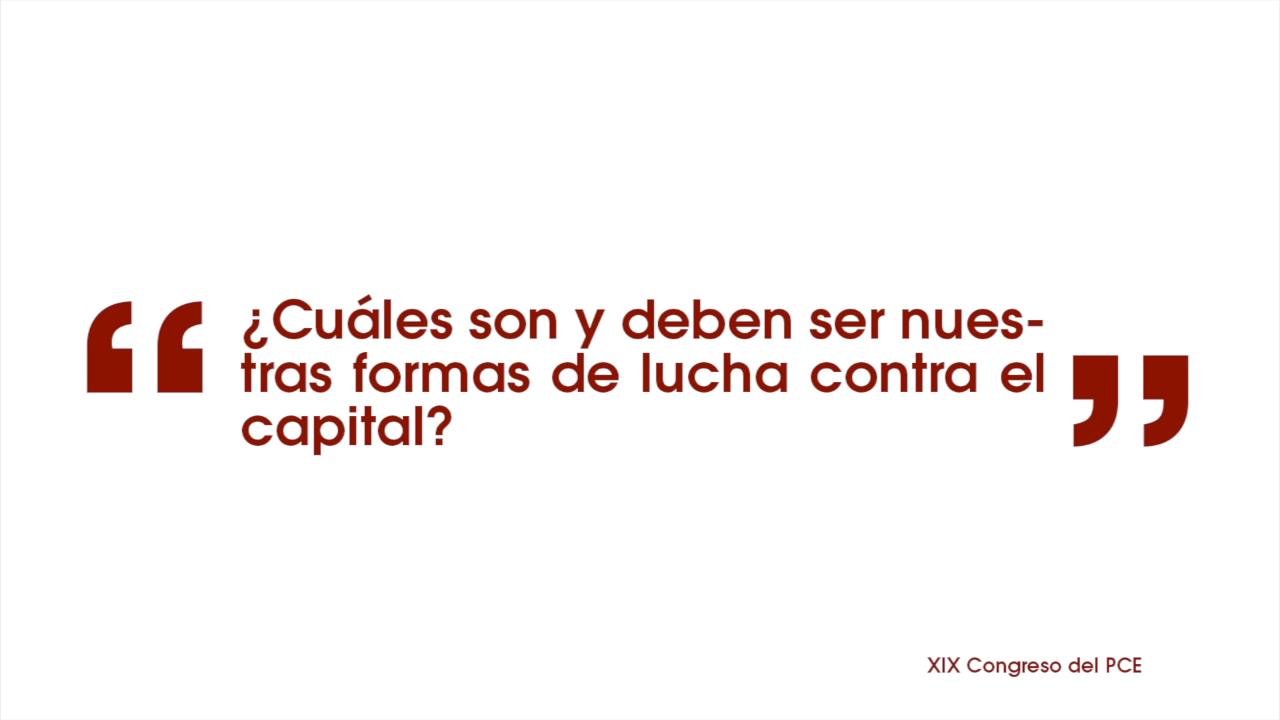 “¿Cuáles son y deben ser nues-
tras formas de lucha contra el
capital?”
XIX Congreso del PCE